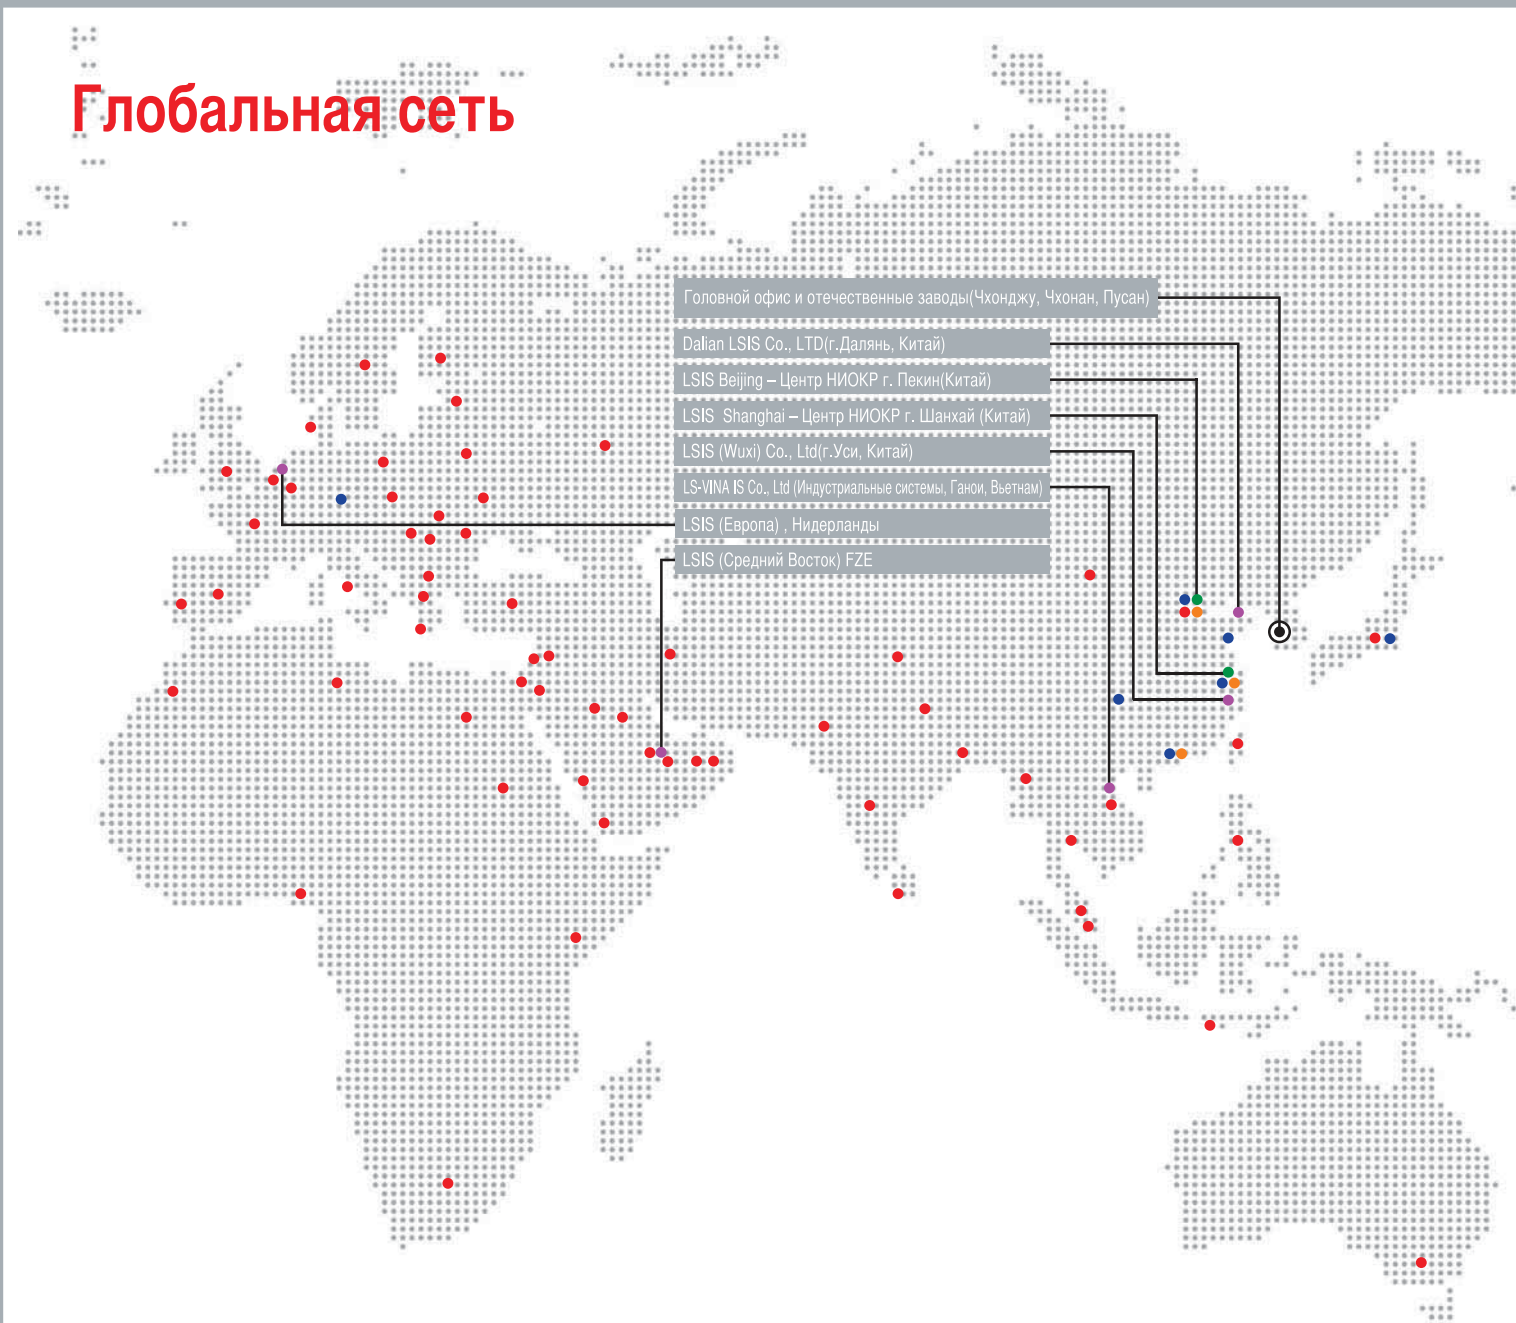 Глобальная сеть
Головной офис и отечественные заводы(Чхонджу, Чхонан, Пусан)
Dalian LSIS Co., LTD(г.Далянь, Китай)
LSIS Beijing – Центр НИОКР г. Пекин(Китай)
LSIS Shanghai – Центр НИОКР г. Шанхай (Китай)
LSIS (Wuxi) Co., Ltd(г.Уси, Китай)
LS-VINA IS Co., Ltd (Индустриальные системы, Ганои, Вьетнам)
LSIS (Европа) , Нидерланды
LSIS (Средний Восток) FZE